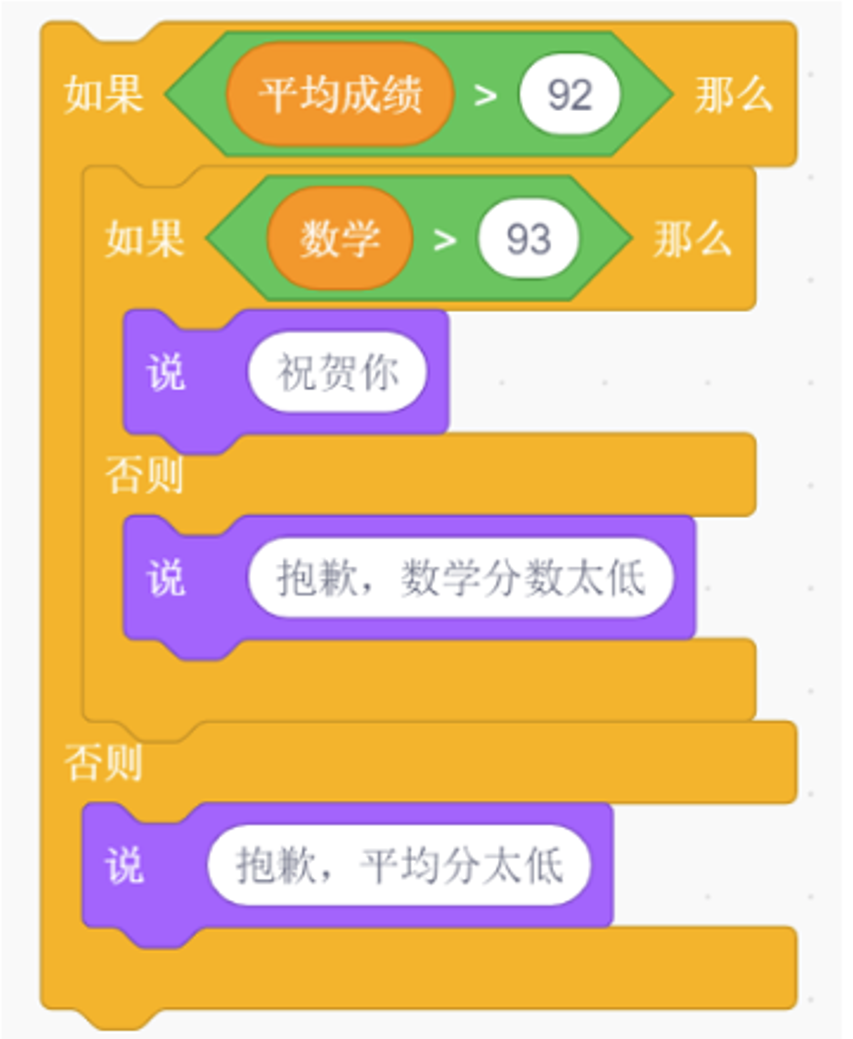 如果 平均成绩 > 92 那么
如果 数学 > 93 那么
说 祝贺你
否则
说 抱歉，数学分数太低
否则
说 抱歉，平均分太低